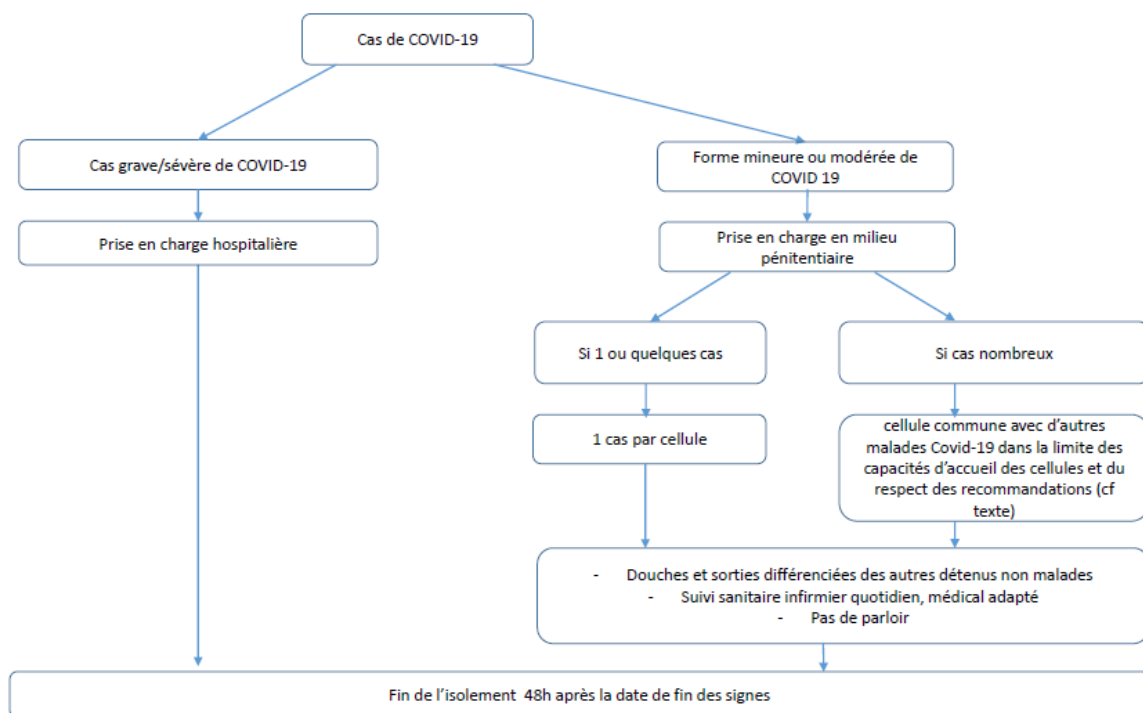 Cas de COVID-19
Cas grave/sévère de COVID-19
Forme mineure ou modérée de
COVID 19
Prise en charge hospitalière
Prise en charge en milieu
pénitentiaire
Si 1 ou quelques cas
Si cas nombreux
1 cas par cellule
cellule commune avec d’autres
malades Covid-19 dans la limite des
capacités d’accueil des cellules et du
respect des recommandations (cf
texte)
- Douches et sorties différenciées des autres détenus non malades
- Suivi sanitaire infirmier quotidien, médical adapté
- Pas de parloir
Fin de l’isolement 48h après la date de fin des signes